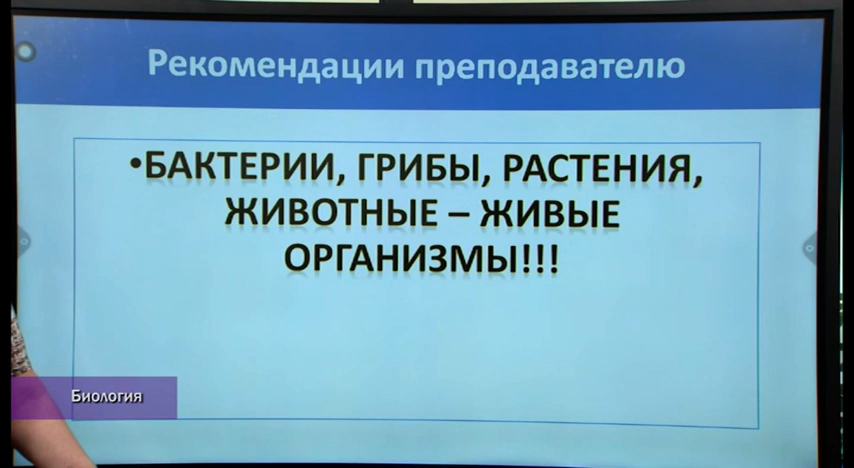 Рекомендации преподавателю
•БАКТЕРИИ, ГРИБЫ, РАСТЕНИЯ,
ЖИВОТНЫЕ – ЖИВЫЕ
ОРГАНИЗМЫ!!!
Биология